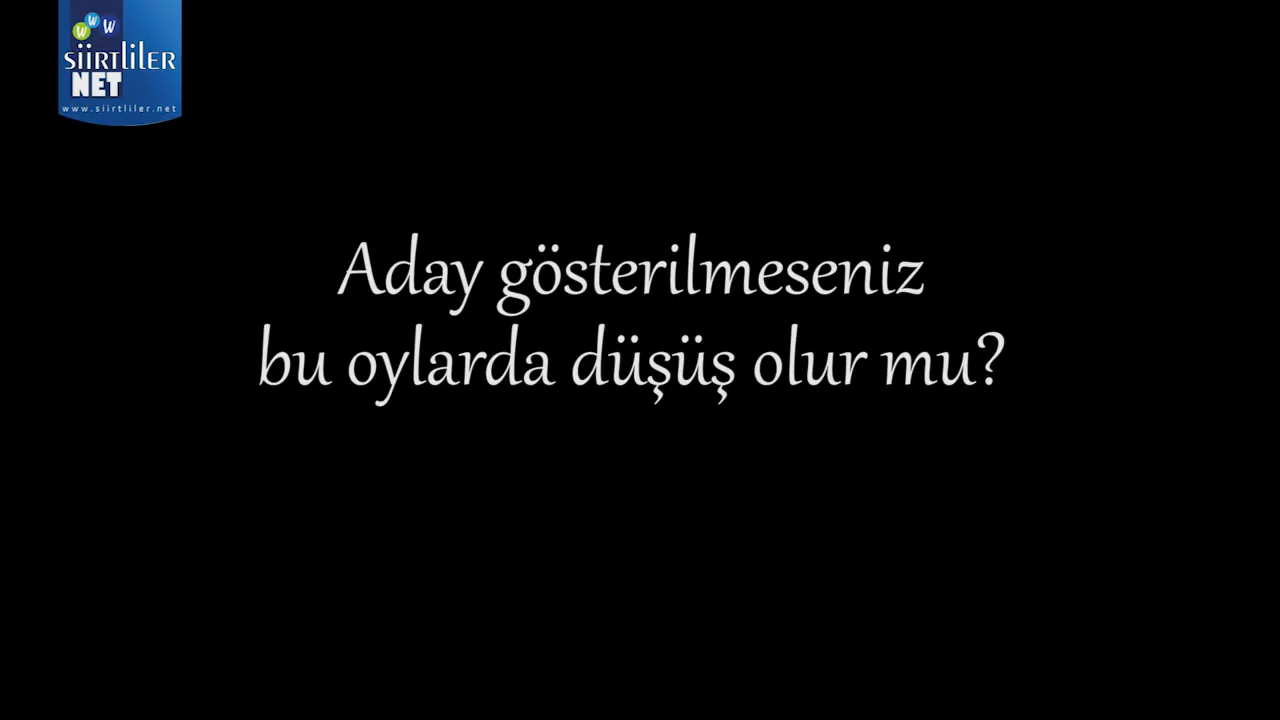 W W W
siirtliler
NET
www.siirtliler.net
Aday gösterilmeseniz
bu oylarda düşüş olur mu?